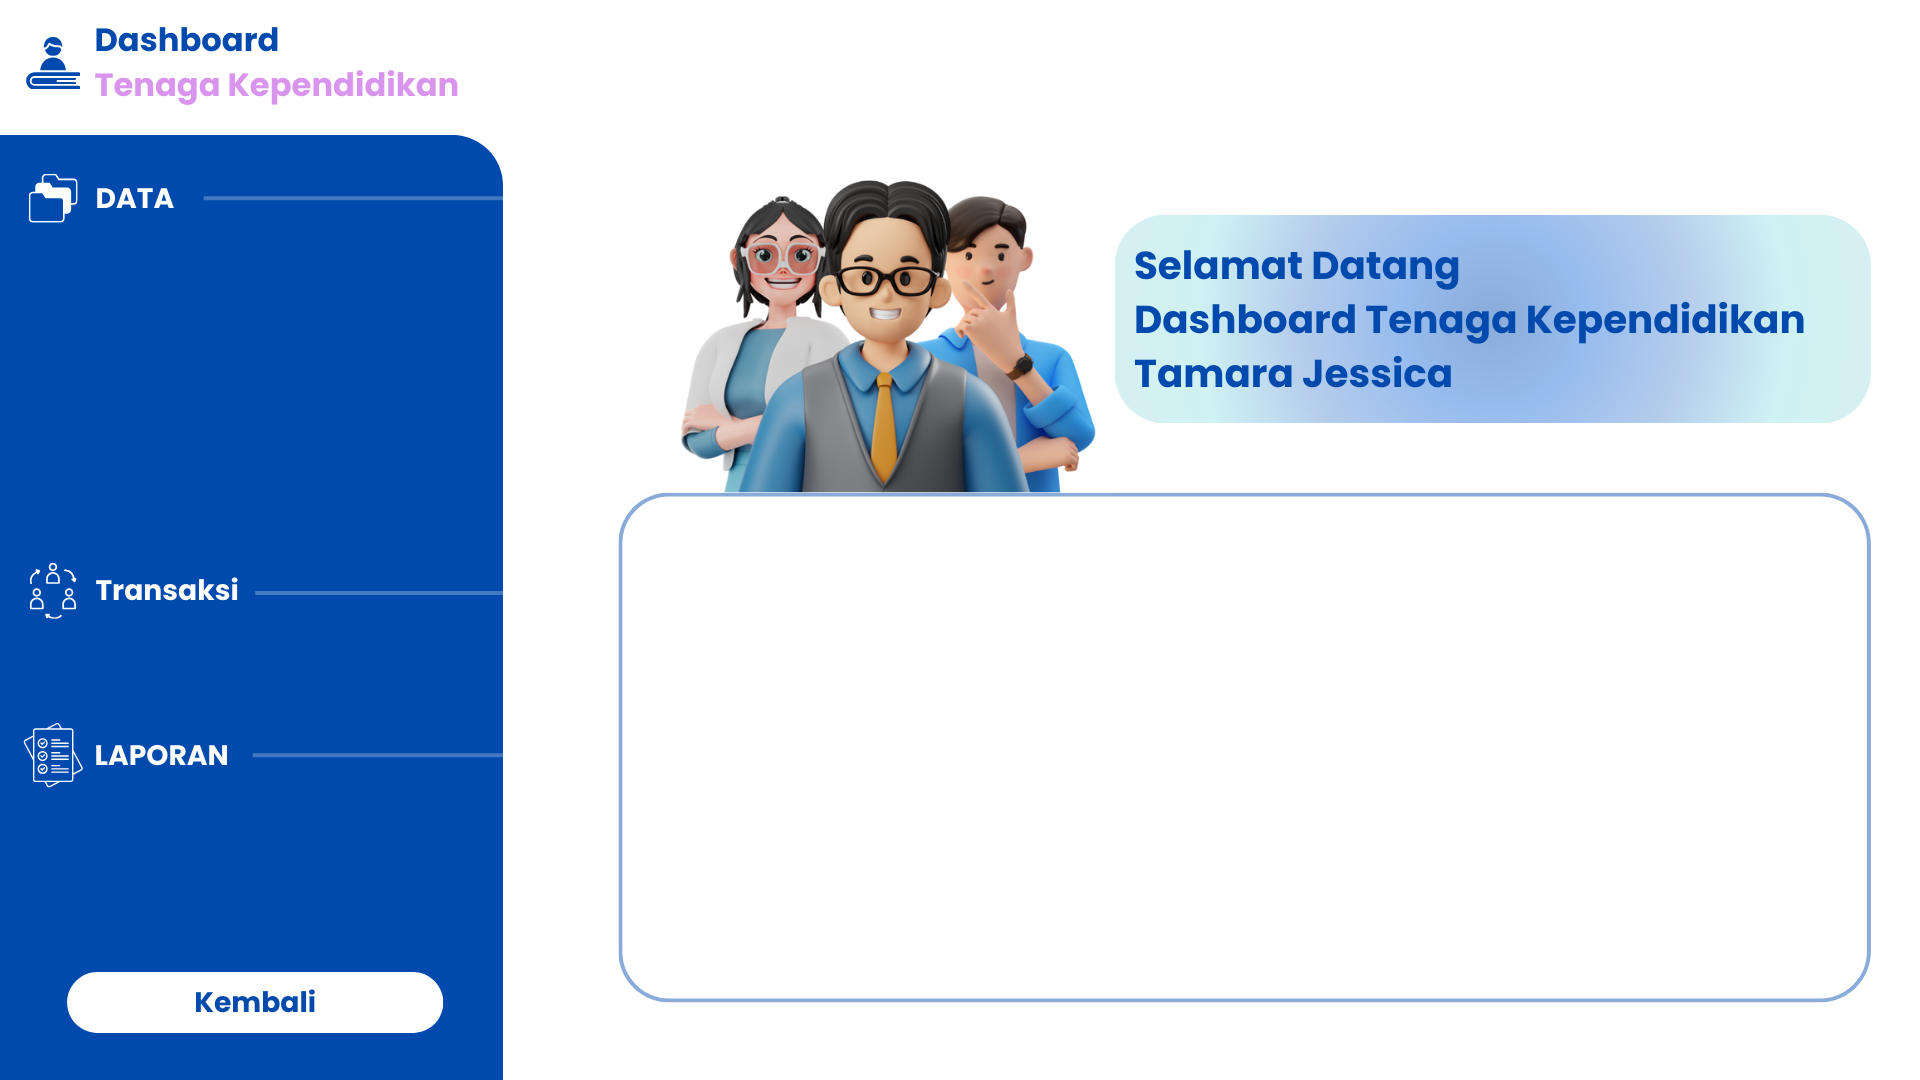 Dashboard
Tenaga Kependidikan
DATA
Transaksi
LAPORAN
Kembali
Selamat Datang
Dashboard Tenaga Kependidikan
Tamara Jessica